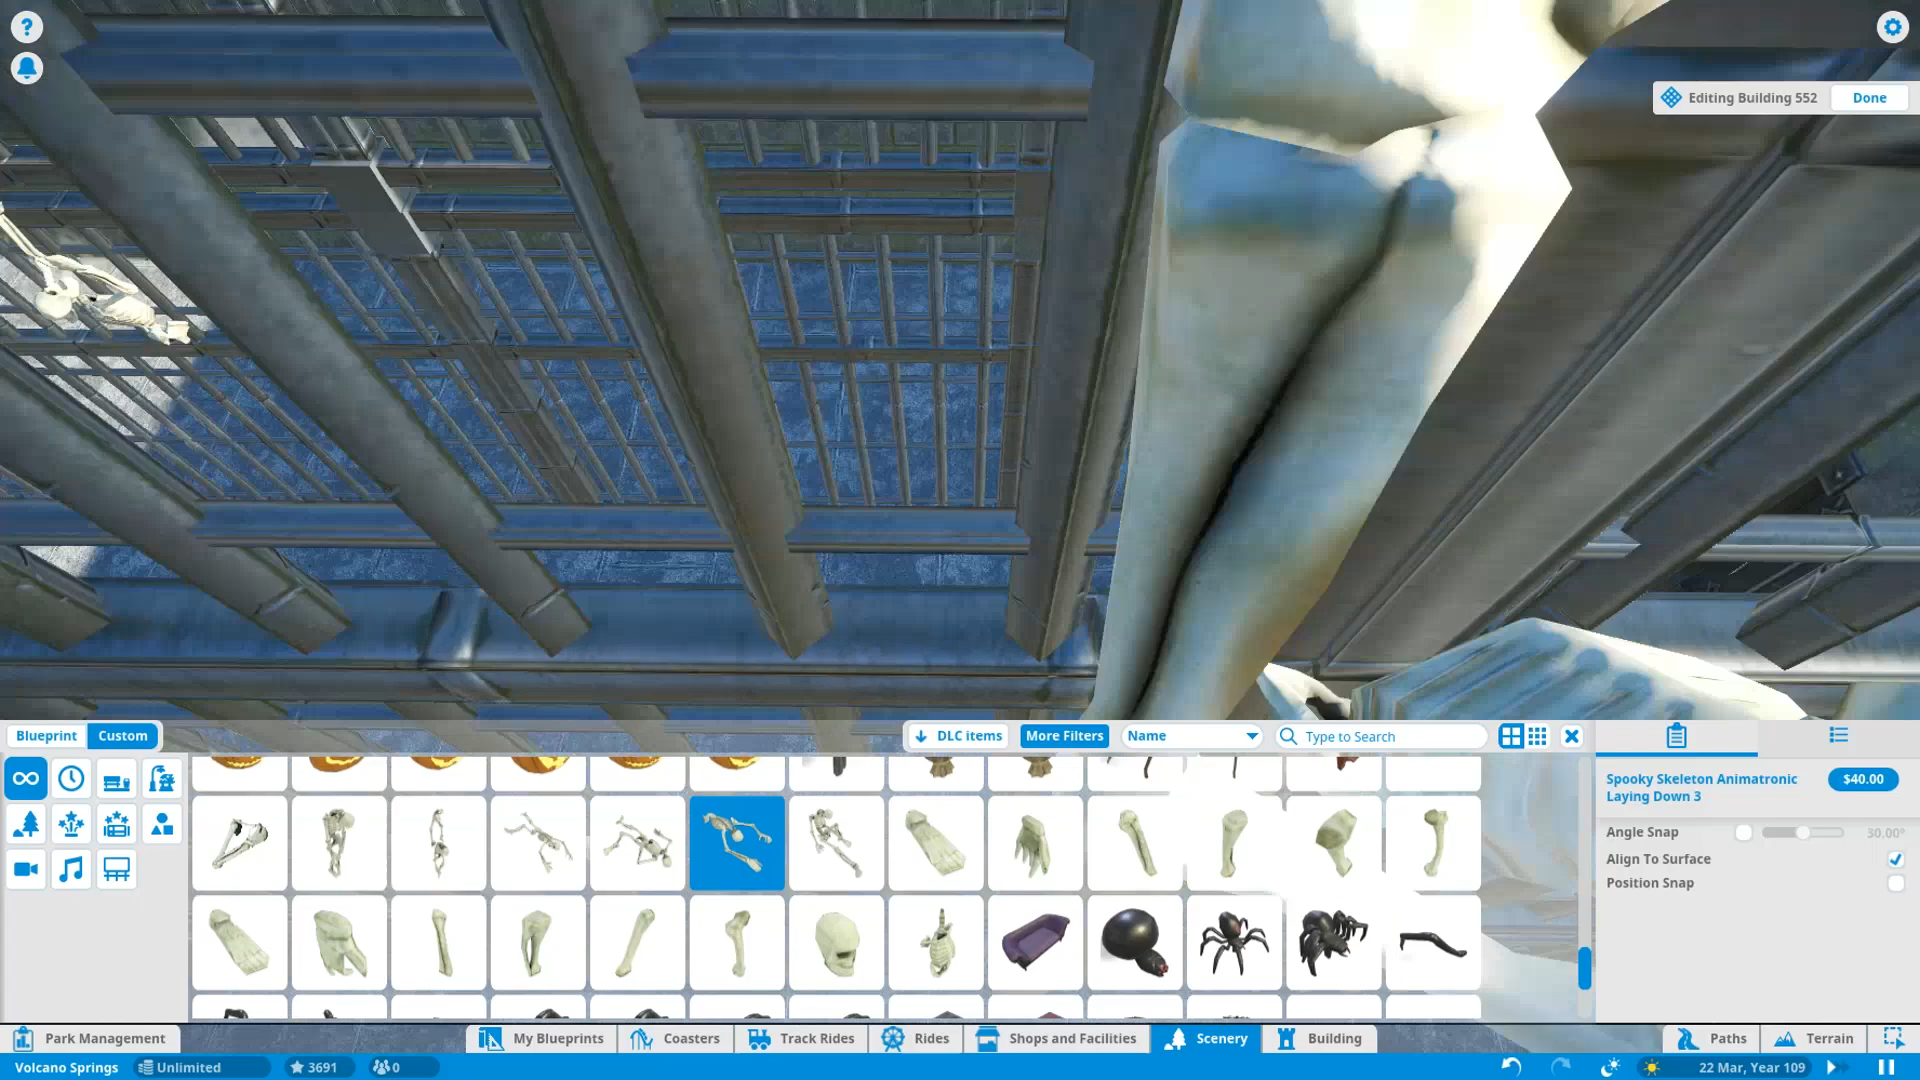 ?
Editing Building 552
Done
Blueprint
Custom
DLC items
More Filters
Name
Type to Search
Spooky Skeleton Animatronic
Laying Down 3
$40.00
Angle Snap
30.00°
Align To Surface
Position Snap
Park Management
My Blueprints
Coasters
Track Rides
Rides
Shops and Facilities
Scenery
Building
Paths
Terrain
Volcano Springs
Unlimited
3691
0
22 Mar, Year 109